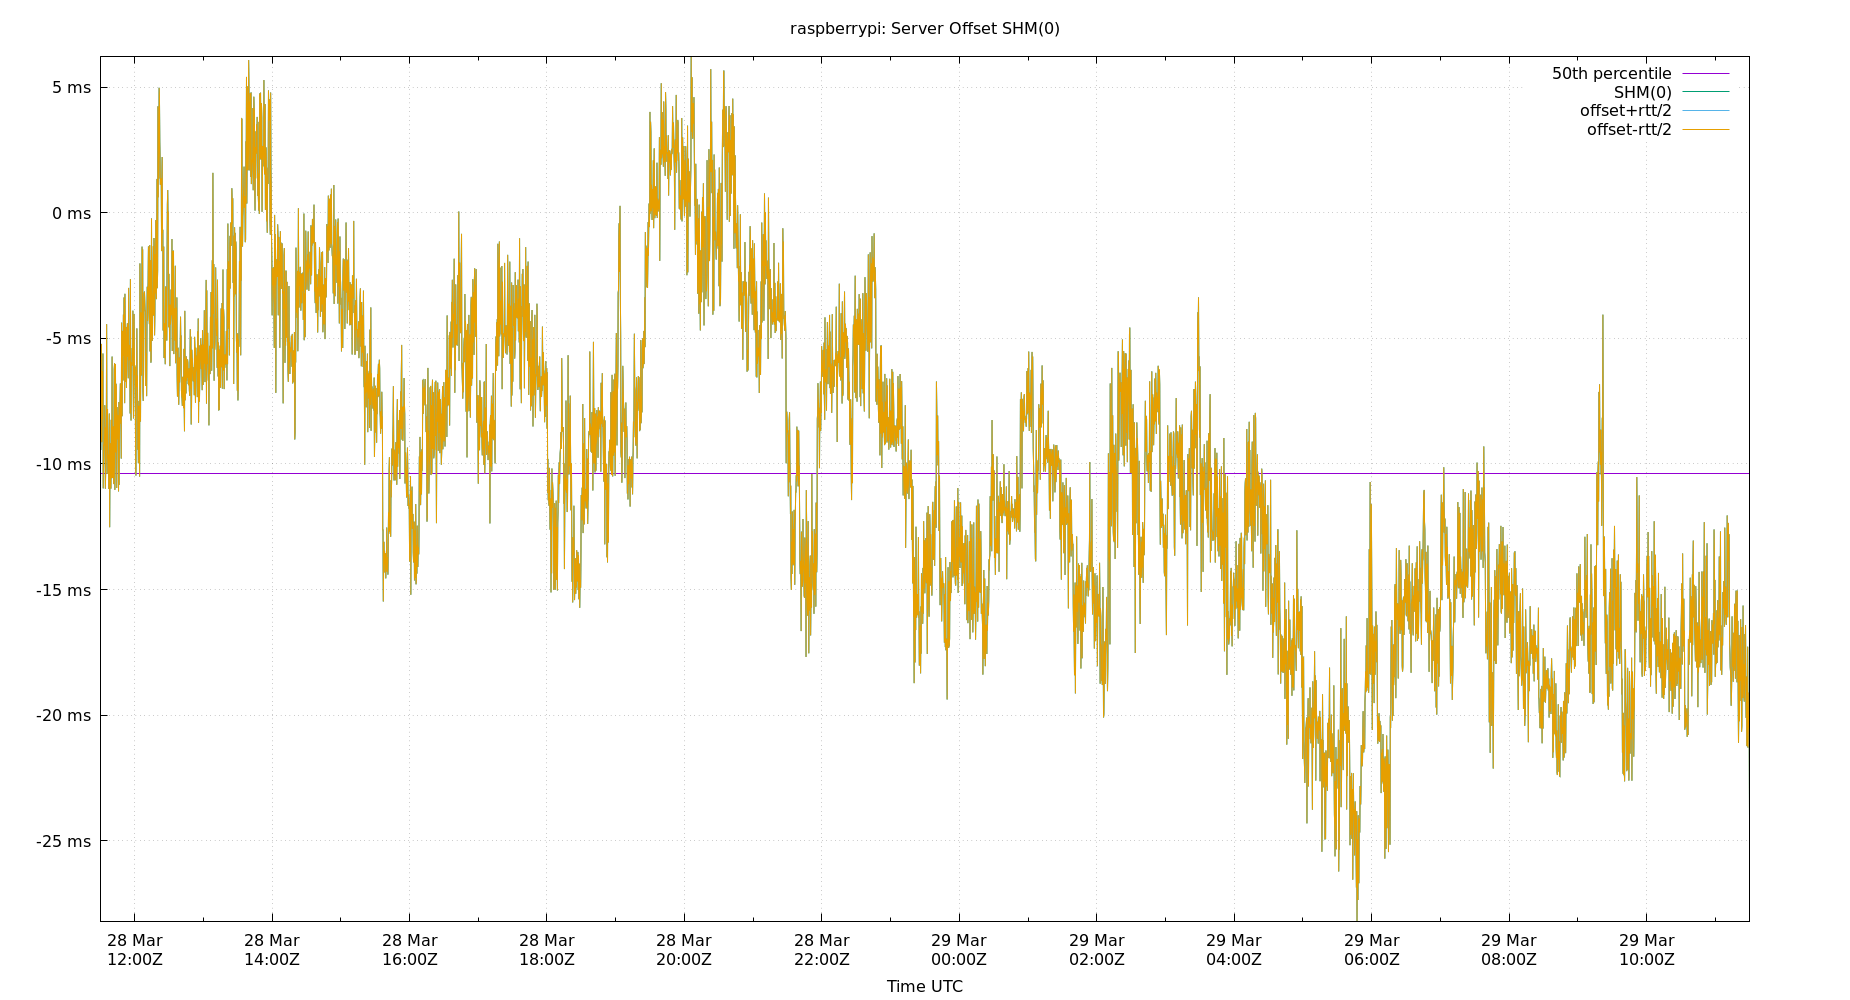 raspberrypi: Server Offset SHM(0)
50th percentile
SHM(0)
offset+rtt/2
offset-rtt/2
5 ms
0 ms
-5 ms
-10 ms
-15 ms
-20 ms
-25 ms
28 Mar 28 Mar 28 Mar 28 Mar 28 Mar 28 Mar 29 Mar 29 Mar 29 Mar 29 Mar 29 Mar 29 Mar
12:00Z 14:00Z 16:00Z 18:00Z 20:00Z 22:00Z 00:00Z 02:00Z 04:00Z 06:00Z 08:00Z 10:00Z
Time UTC